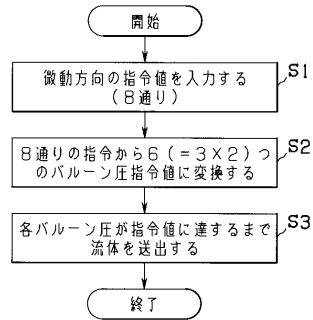 開始
微動方向の指令値を入力する
(8通り)
S1
8通りの指令から6(=3×2)つ
のバルーン圧指令値に変換する
S2
各バルーン圧が指令値に達するまで
流体を送出する
S3
終了